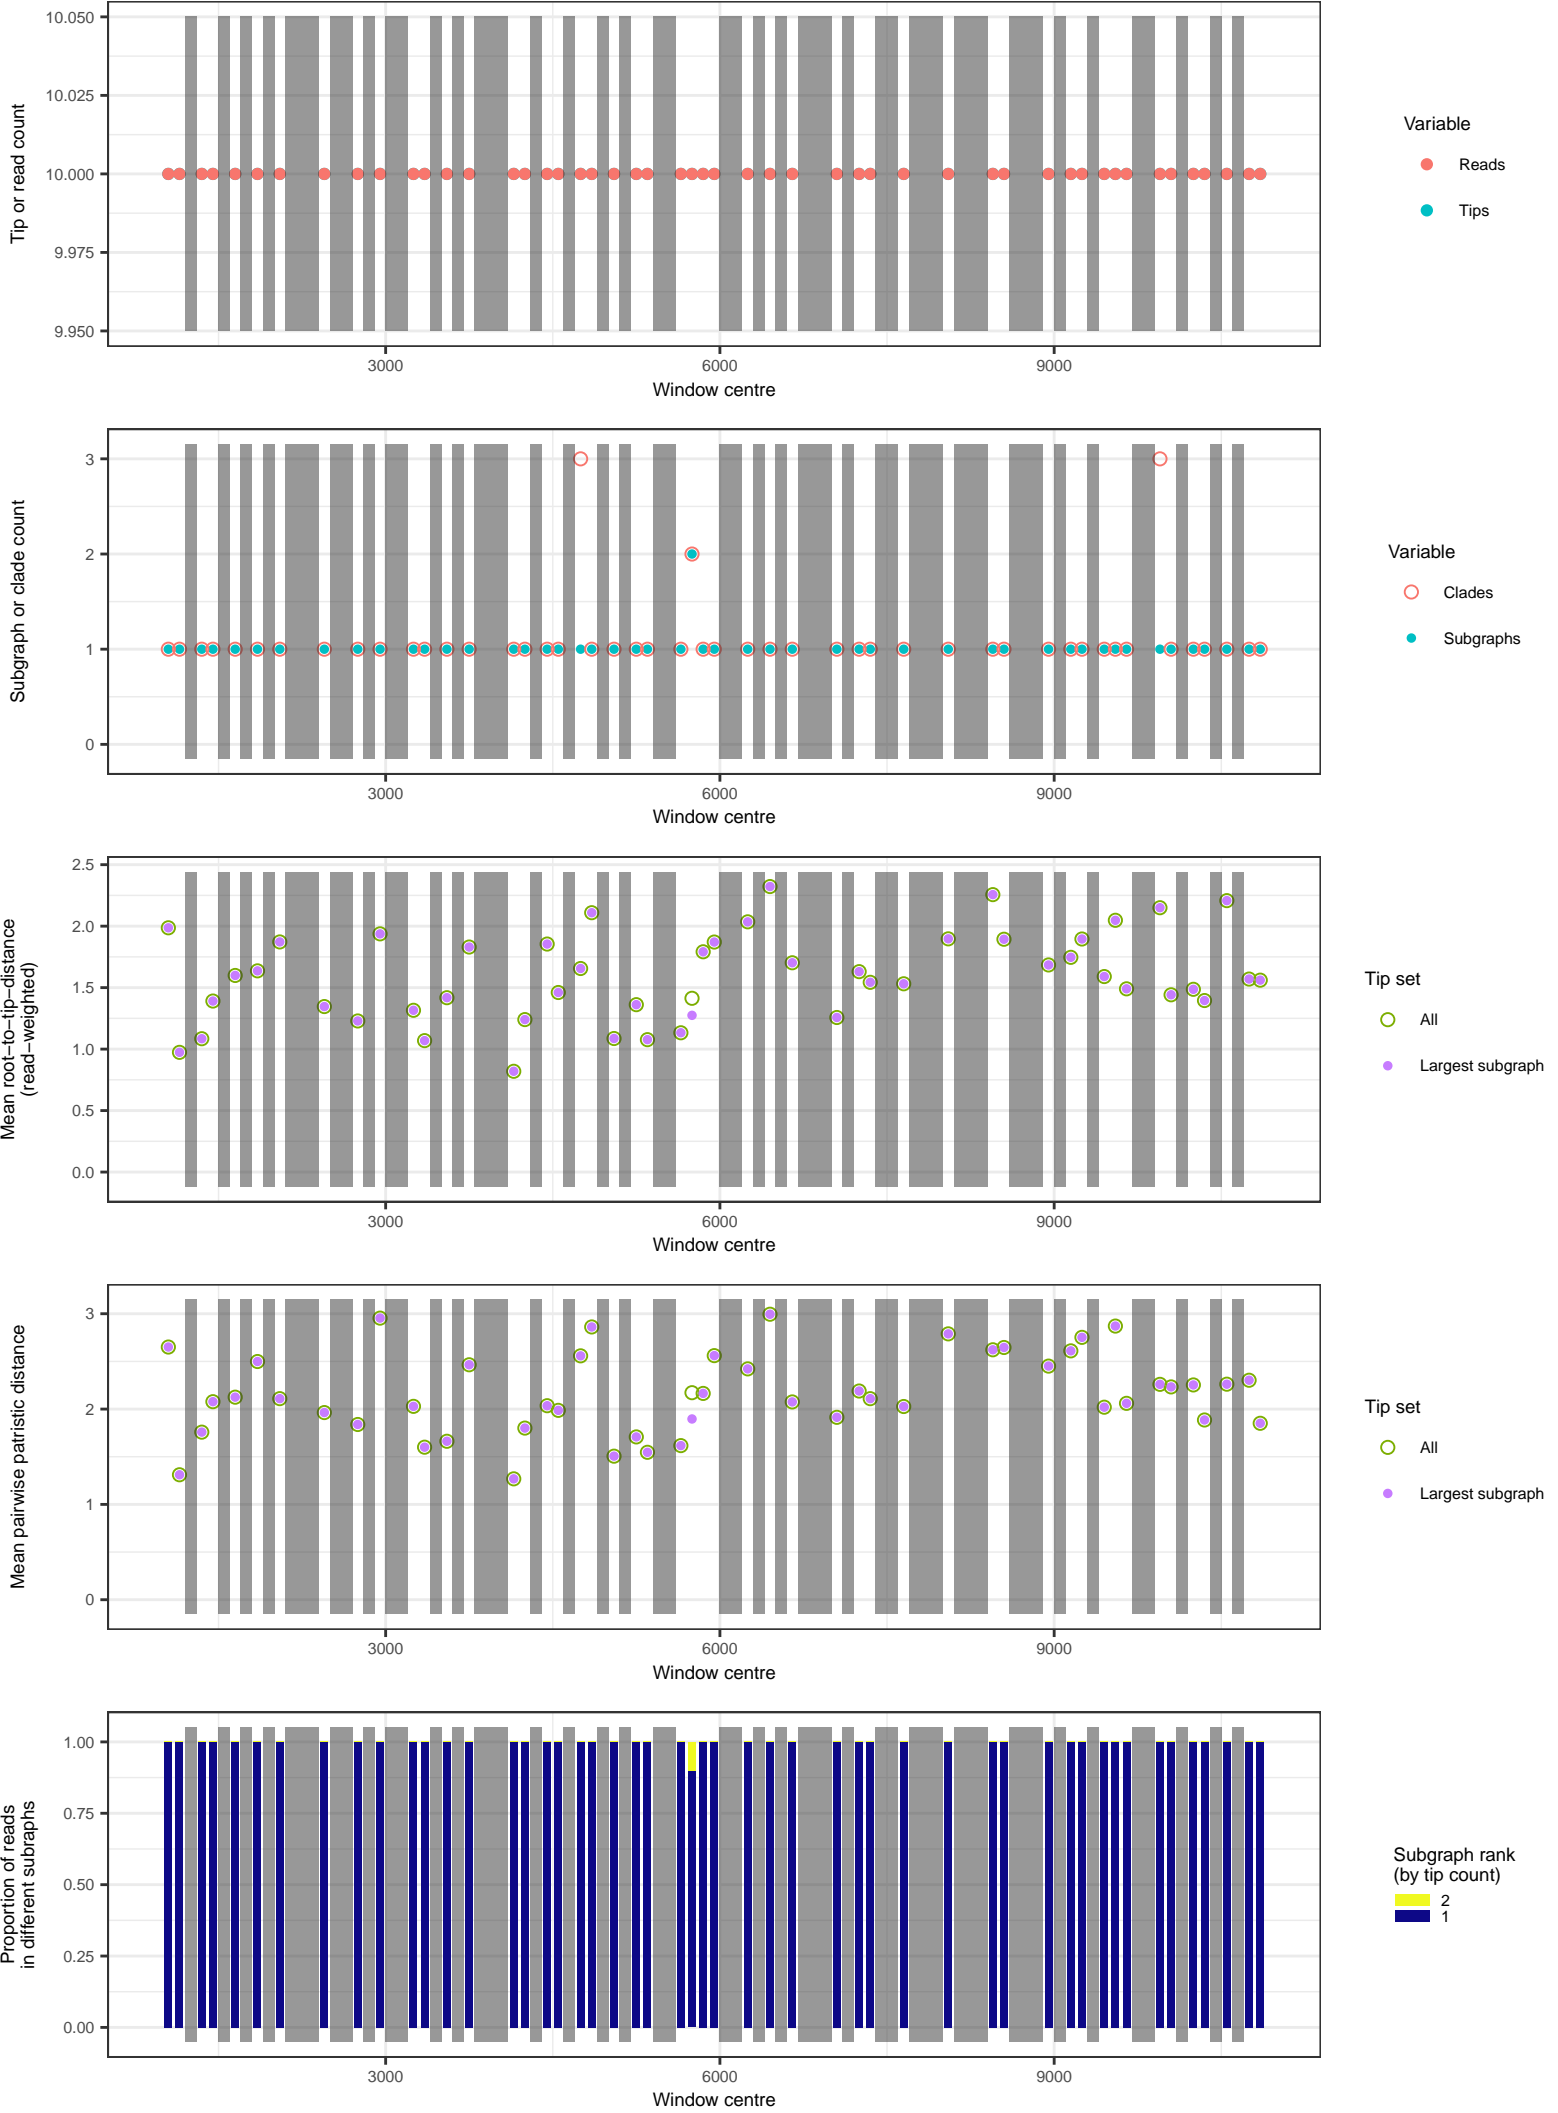 10.050
10.025
10.000
9.975
9.950
Tip or read count
3000
6000
9000
Window centre
Variable
Reads
Tips
3
2
1
0
Subgraph or clade count
3000
6000
9000
Window centre
Variable
Clades
Subgraphs
2.5
2.0
1.5
1.0
0.5
0.0
Mean root−to−tip−distance
(read−weighted)
3000
6000
9000
Window centre
Tip set
All
Largest subgraph
3
2
1
0
Mean pairwise patristic distance
3000
6000
9000
Window centre
Tip set
All
Largest subgraph
1.00
0.75
0.50
0.25
0.00
Proportion of reads
in different subraphs
3000
6000
9000
Window centre
Subgraph rank
(by tip count)
2
1